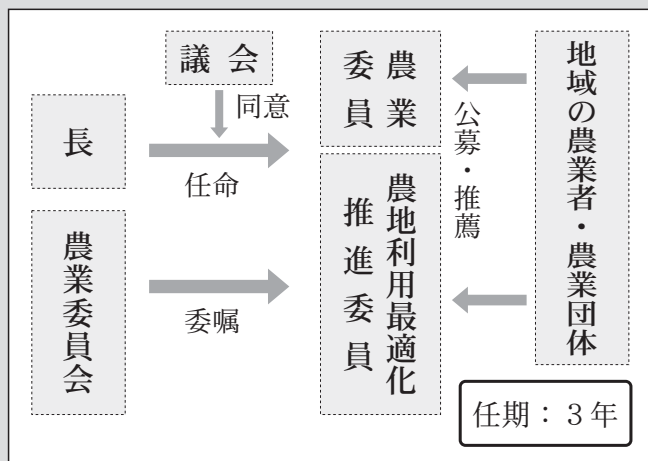 議会
同意
長
任命
農業
委員
農業委員会
委嘱
農地利用最適化
推進委員
公募・推薦
地域の農業者・農業団体
任期：３年